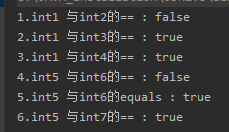 1.int1 与int2的== : false
2.int1 与int3的== : true
3.int1 与int4的== : true
4.int5 与int6的== : false
5.int5 与int6的equals : true
6.int5 与int7的== : true